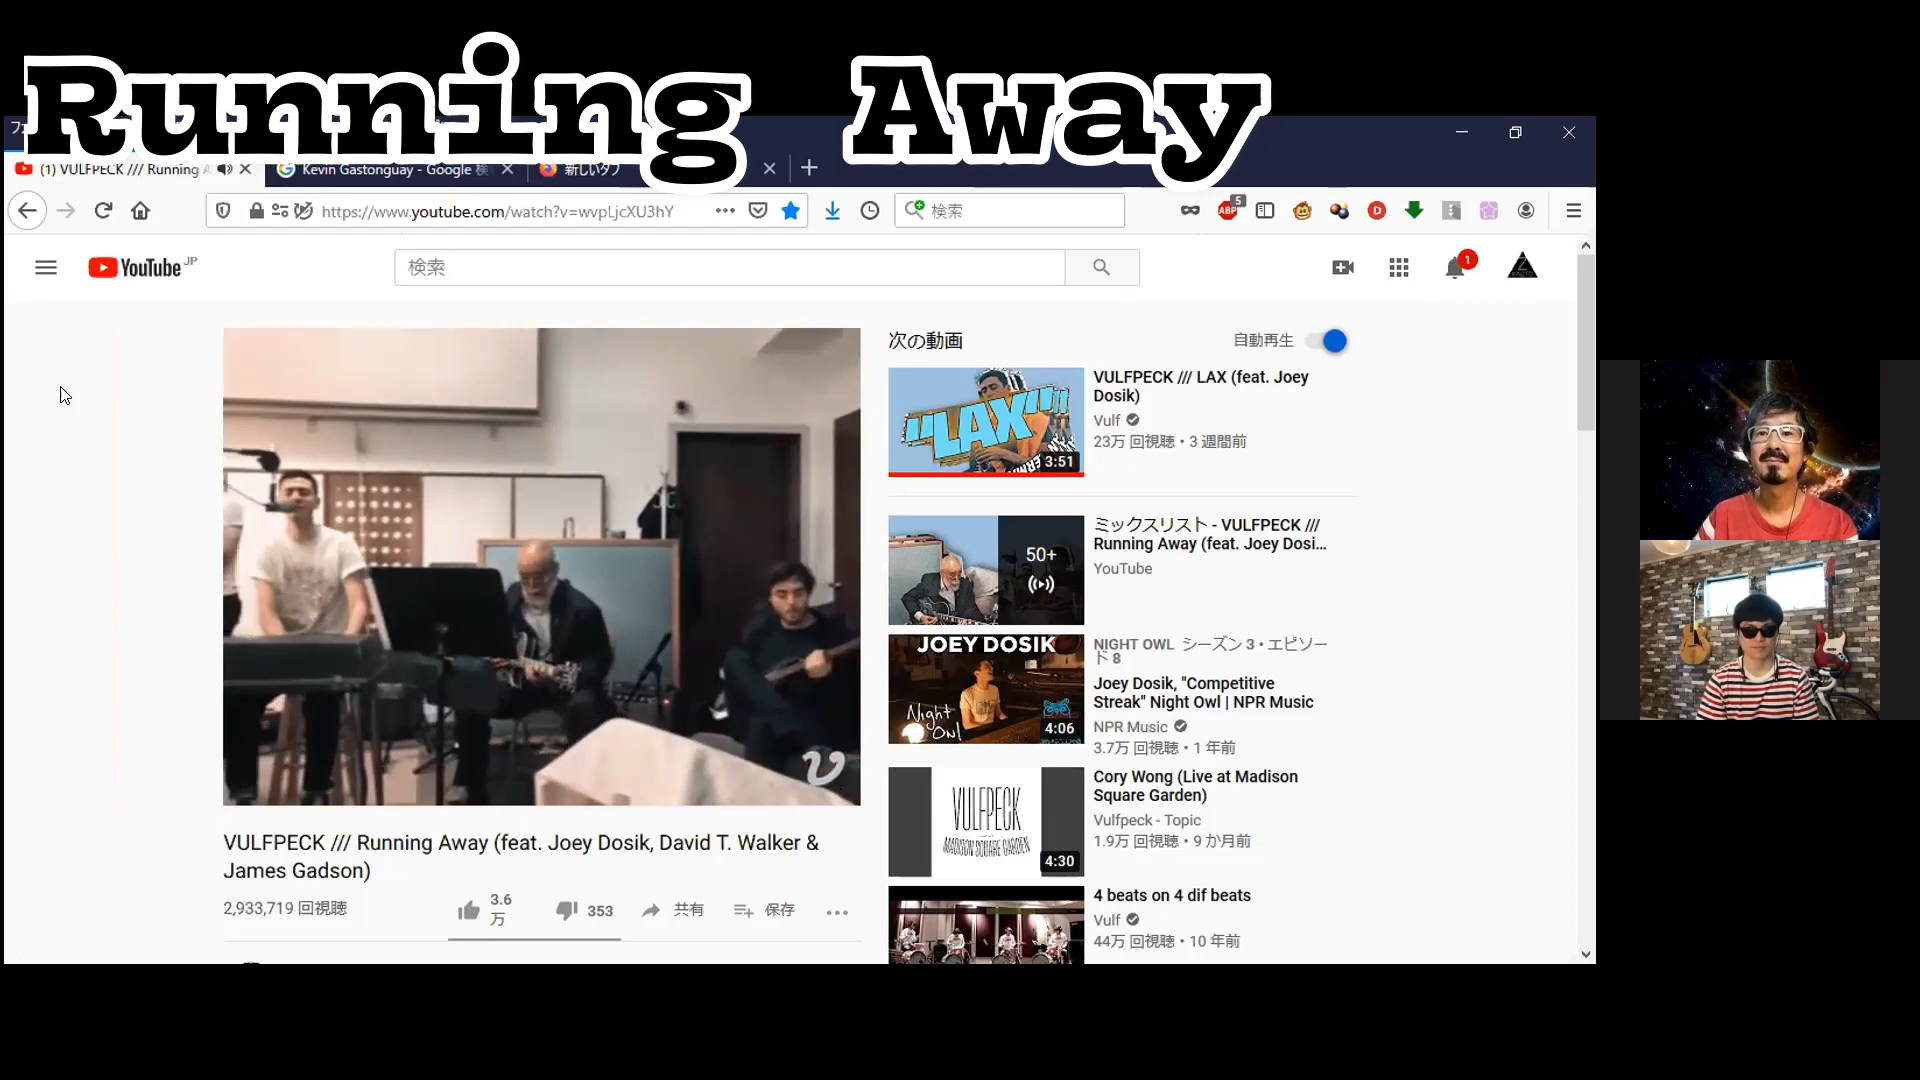 Running Away
(1) VULFPECK /// Running A
Kevin Gastonguay - Google 検
新しいタブ
https://www.youtube.com/watch?v=wvpLjcXU3hY
検索
ABP
5
YouTube JP
検索
1
次の動画
自動再生
LAX
3:51
VULFPECK /// LAX (feat. Joey
Dosik)
Vulf
23万 回視聴・3 週間前
50+
ミックスリスト - VULFPECK ///
Running Away (feat. Joey Dosi...
YouTube
JOEY DOSIK
Night
Owl
4:06
NIGHT OWL シーズン 3 • エピソー
ド 8
Joey Dosik, "Competitive
Streak" Night Owl | NPR Music
NPR Music
3.7万 回視聴・1 年前
VULFPECK
MADISON SQUARE GARDEN
4:30
Cory Wong (Live at Madison
Square Garden)
Vulfpeck - Topic
1.9万 回視聴・9 か月前
4 beats on 4 dif beats
Vulf
44万 回視聴・10 年前
VULFPECK /// Running Away (feat. Joey Dosik, David T. Walker &
James Gadson)
2,933,719 回視聴
3.6
万
353
共有
保存